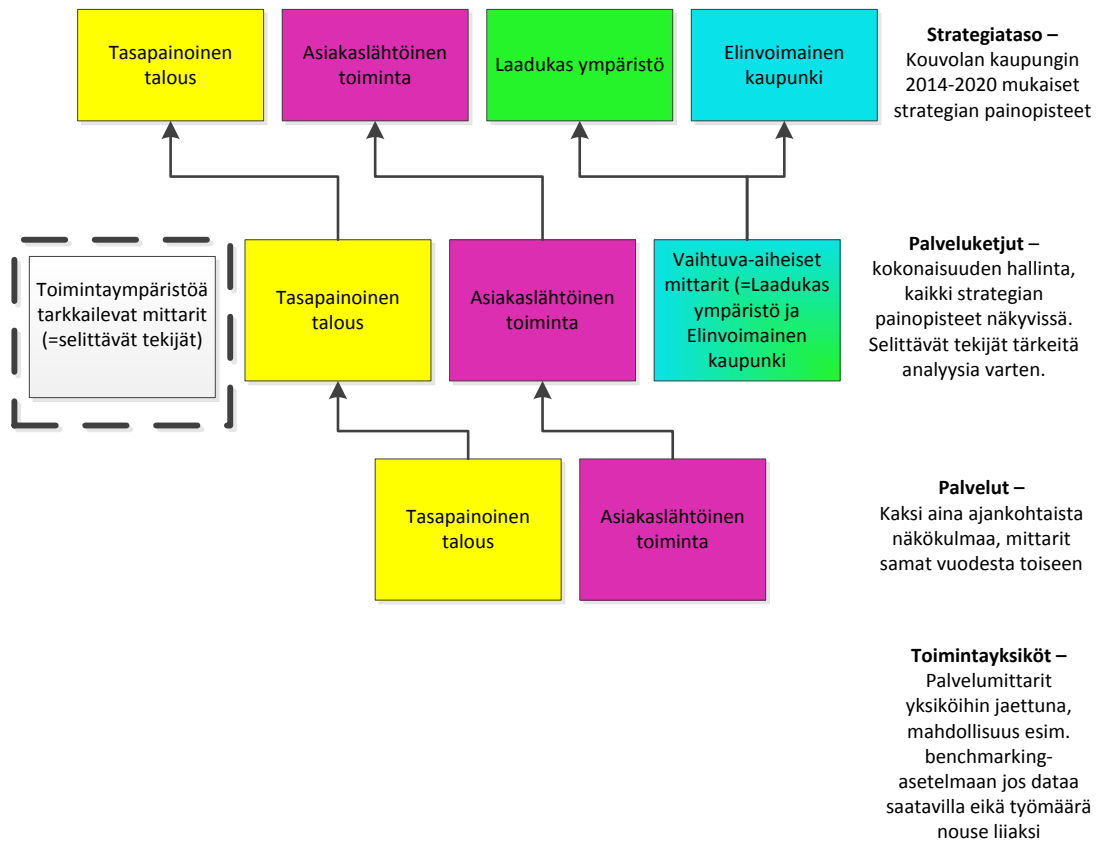 Tasapainoinen
talous
Asiakaslähtöinen
toiminta
Laadukas ympäristö
Elinvoimainen
kaupunki
Strategiataso –
Kouvolan kaupungin
2014-2020 mukaiset
strategian painopisteet
Toimintaympäristöä
tarkkailevat mittarit
(=selittävät tekijät)
Tasapainoinen
talous
Asiakaslähtöinen
toiminta
Vaihtuva-aiheiset
mittarit (=Laadukas
ympäristö ja
Elinvoimainen
kaupunki
Palveluketjut –
kokonaisuuden hallinta,
kaikki strategian
painopisteet näkyvissä.
Selittävät tekijät tärkeitä
analyysia varten.
Tasapainoinen
talous
Asiakaslähtöinen
toiminta
Palvelut –
Kaksi aina ajankohtaista
näkökulmaa, mittarit
samat vuodesta toiseen
Toimintayksiköt –
Palvelumittarit
yksiköihin jaettuna,
mahdollisuus esim.
benchmarking-
asetelmaan jos dataa
saatavilla eikä työmäärä
nouse liiaksi